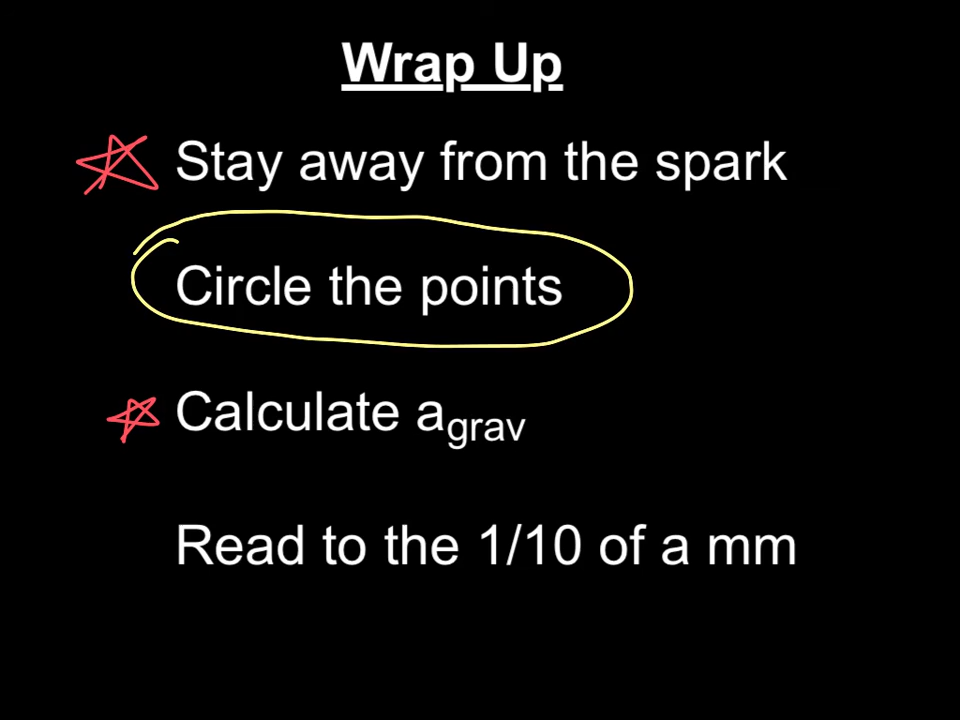 Wrap Up
Stay away from the spark
Circle the points
Calculate agrav
Read to the 1/10 of a mm